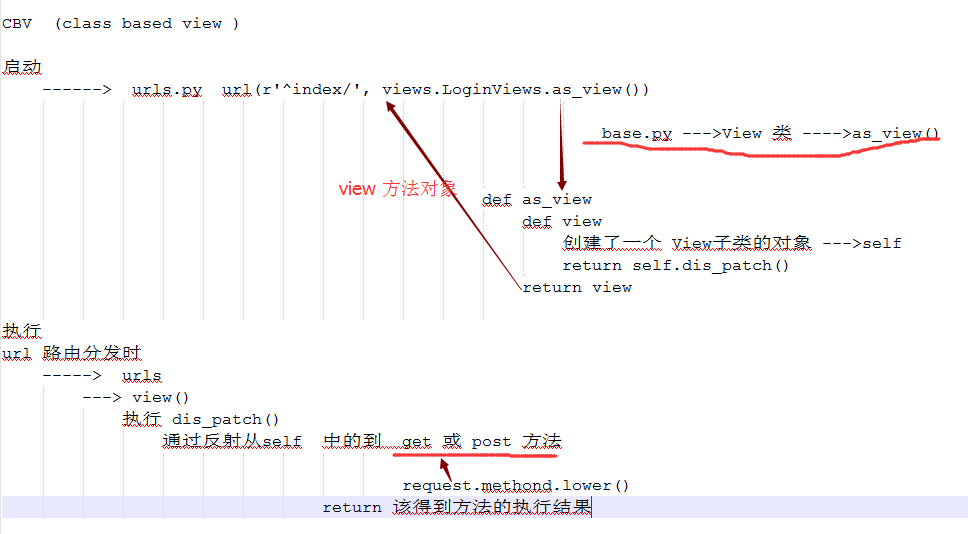 CBV (class based view )
启动
------> urls.py url(r'^index/', views.LoginViews.as_view())
base.py --->View 类 ---->as_view()
view 方法对象
def as_view
def view
创建了一个 View子类的对象 --->self
return self.dis_patch()
return view
执行
url 路由分发时
-----> urls
---> view()
执行 dis_patch()
通过反射从self 中的到 get 或 post 方法
request.methond.lower()
return 该得到方法的执行结果